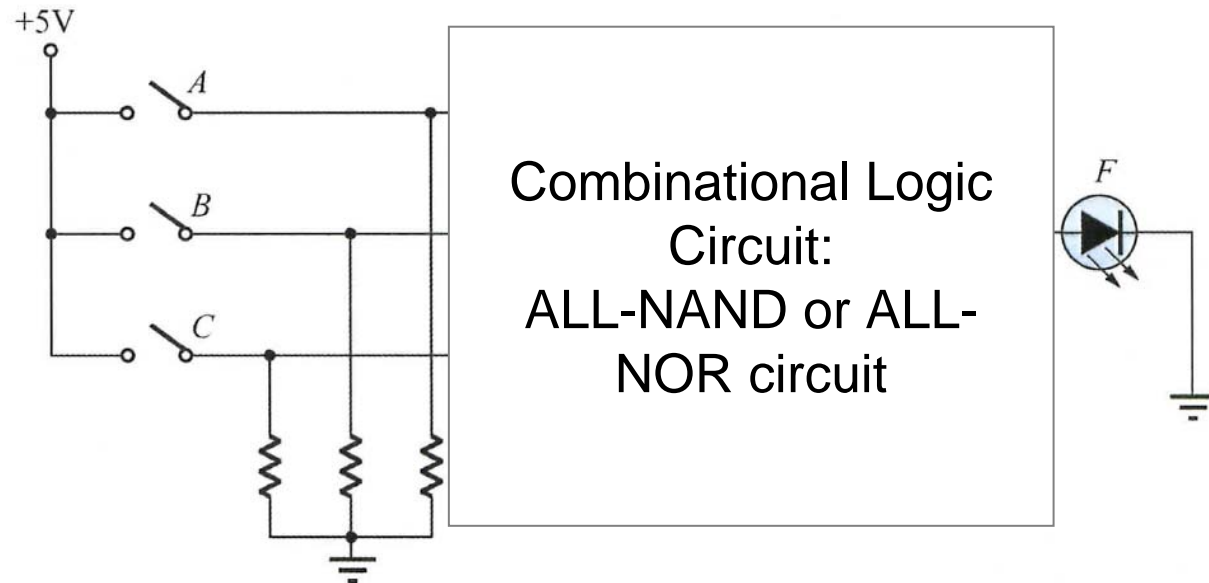 +5V
A
B
C
Combinational Logic
Circuit:
ALL-NAND or ALL-
NOR circuit
F